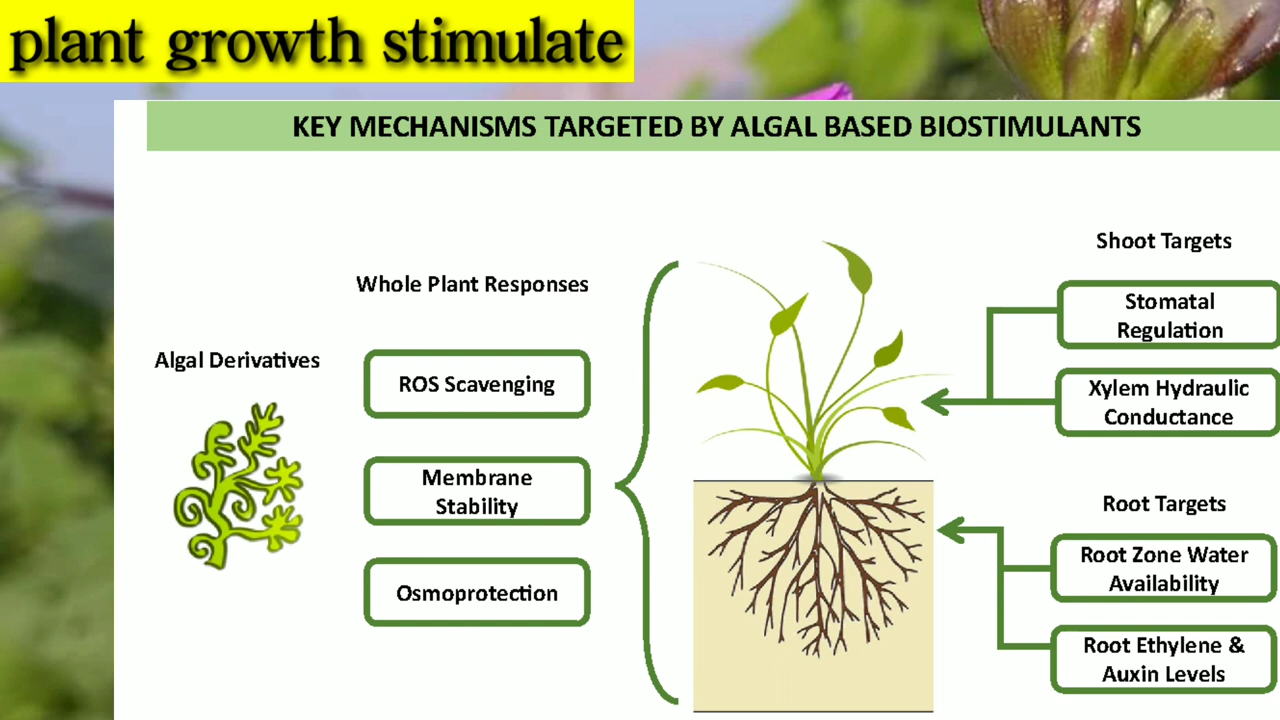 plant growth stimulate
KEY MECHANISMS TARGETED BY ALGAL BASED BIOSTIMULANTS
Algal Derivatives
Whole Plant Responses
ROS Scavenging
Membrane
Stability
Osmoprotection
Shoot Targets
Stomatal
Regulation
Xylem Hydraulic
Conductance
Root Targets
Root Zone Water
Availability
Root Ethylene &
Auxin Levels